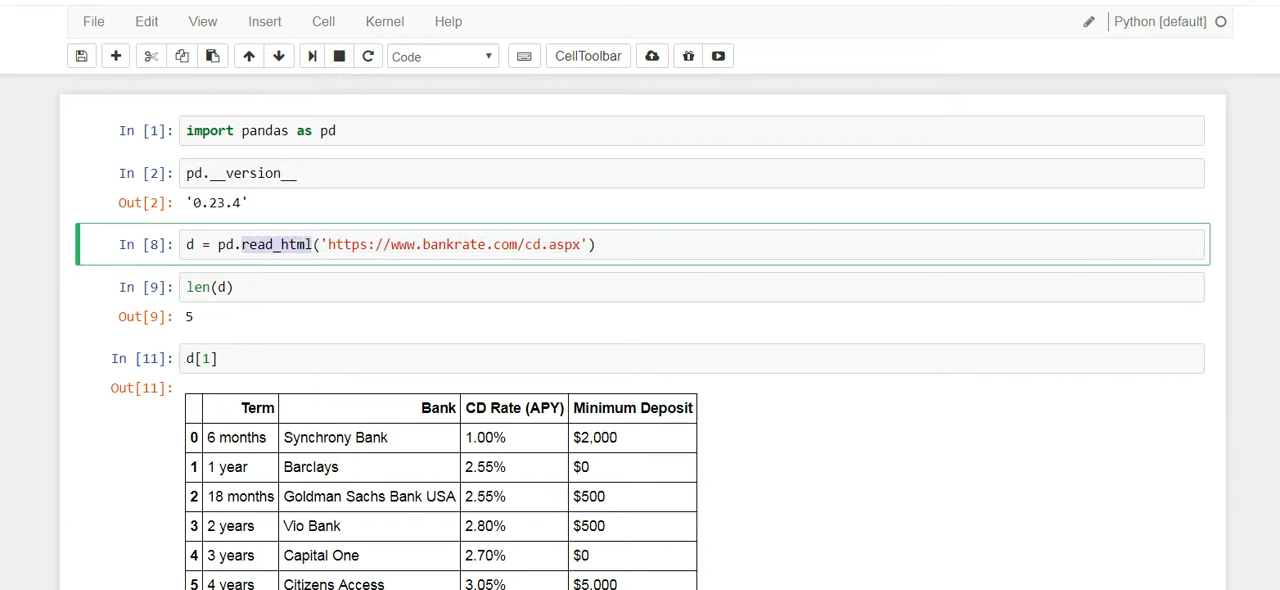 File Edit View Insert Cell Kernel Help Python [default]
Code CellToolbar
In [1]: import pandas as pd
In [2]: pd.__version__
Out[2]: '0.23.4'
In [8]: d = pd.read_html('https://www.bankrate.com/cd.aspx')
In [9]: len(d)
Out[9]: 5
In [11]: d[1]
Out[11]:
Term Bank CD Rate (APY) Minimum Deposit
0 6 months Synchrony Bank 1.00% $2,000
1 1 year Barclays 2.55% $0
2 18 months Goldman Sachs Bank USA 2.55% $500
3 2 years Vio Bank 2.80% $500
4 3 years Capital One 2.70% $0
5 4 years Citizens Access 3.05% $5,000